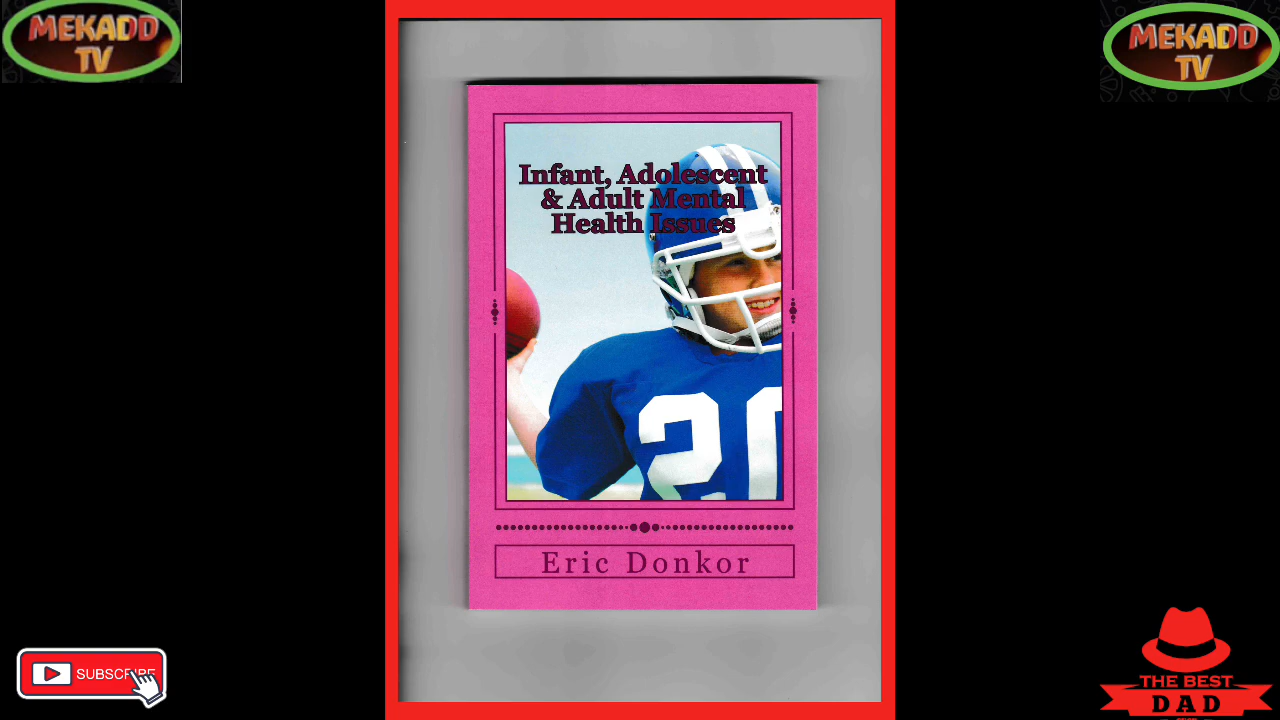 MEKADD
TV
MEKADD
TV
Infant, Adolescent
& Adult Mental
Health Issues
20
Eric Donkor
SUBSCRIBE
THE BEST
DAD